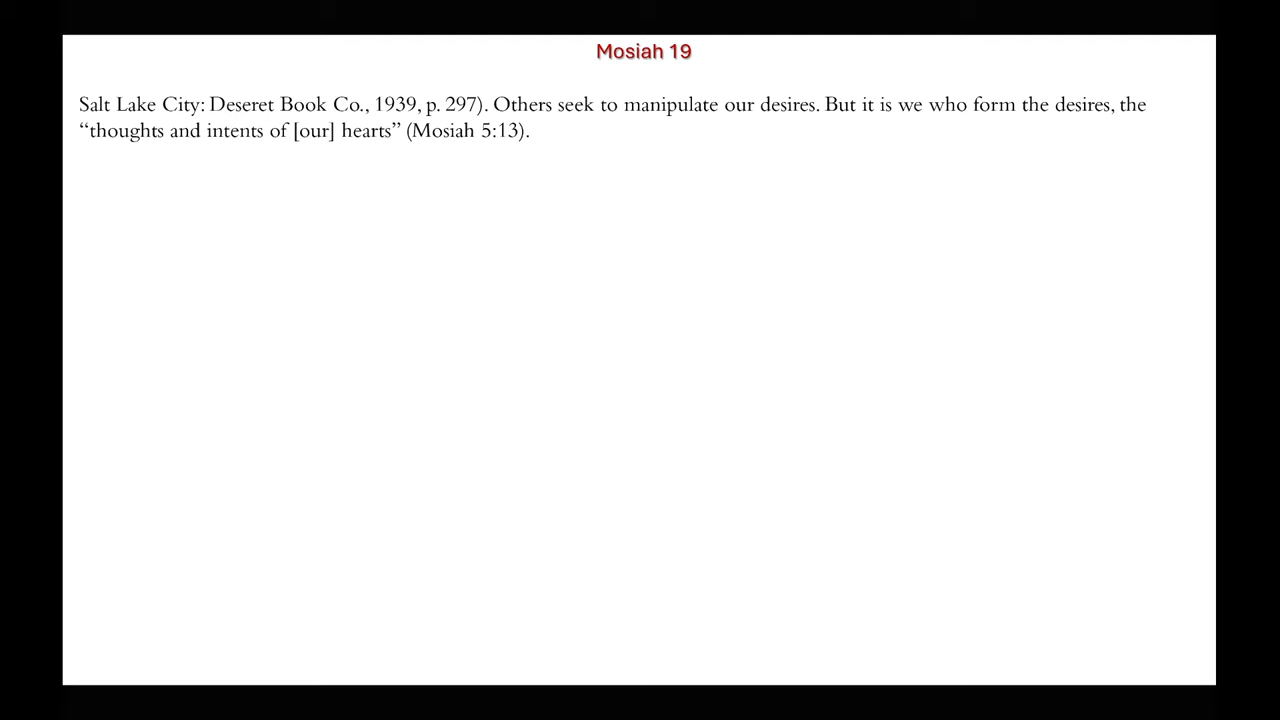 Mosiah 19
Salt Lake City: Deseret Book Co., 1939, p. 297). Others seek to manipulate our desires. But it is we who form the desires, the
“thoughts and intents of [our] hearts” (Mosiah 5:13).